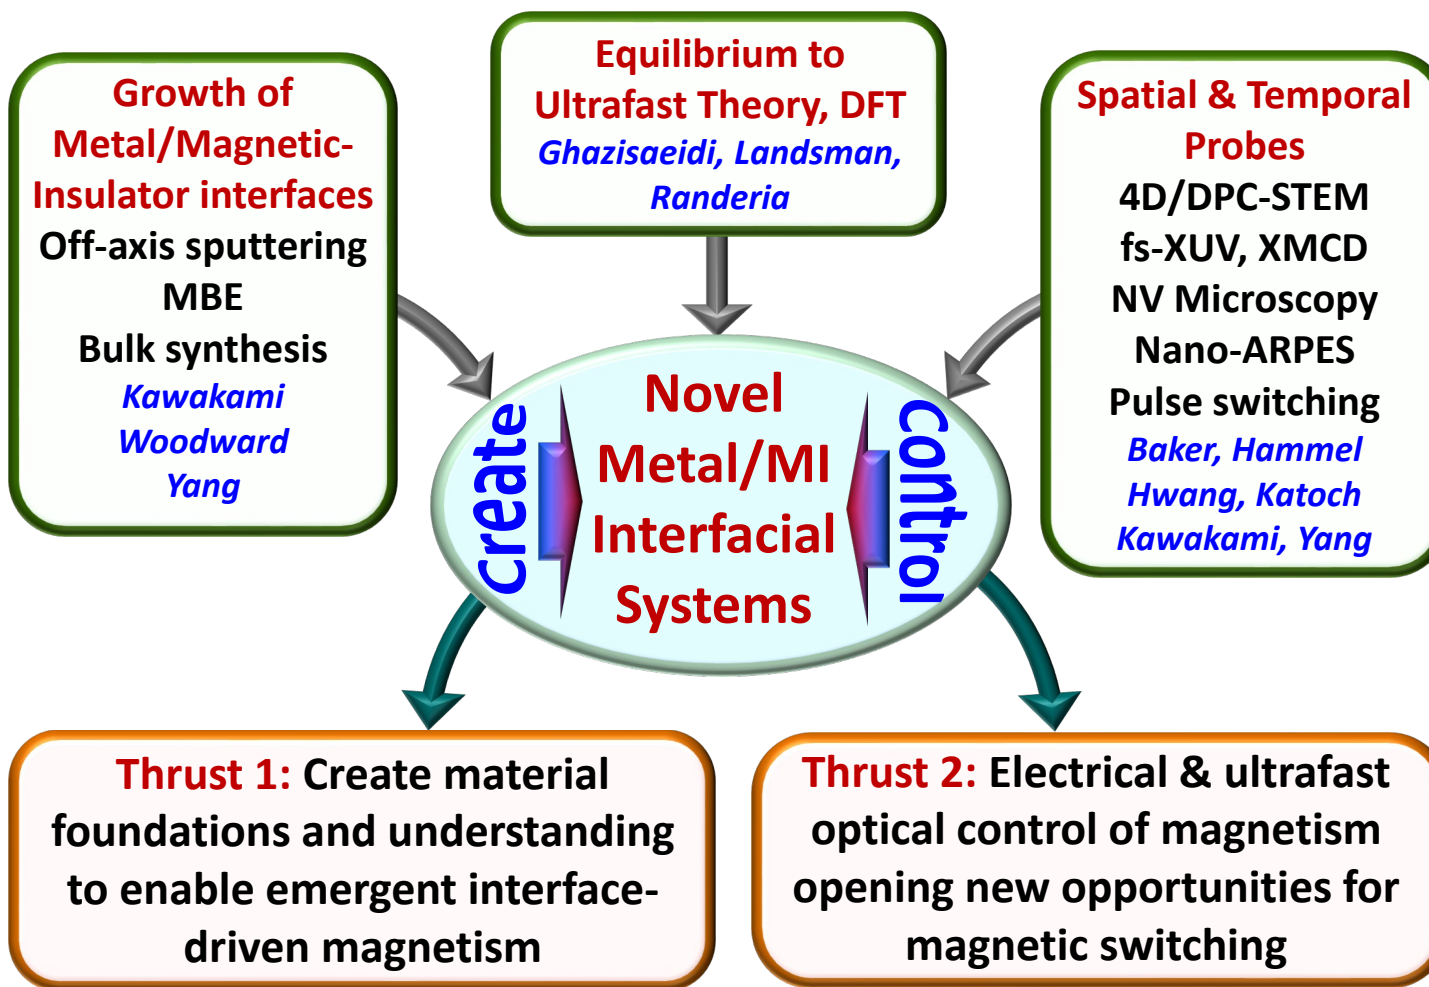 Growth of
Metal/Magnetic-
Insulator interfaces
Off-axis sputtering
MBE
Bulk synthesis
Kawakami
Woodward
Yang
Equilibrium to
Ultrafast Theory, DFT
Ghazisaeidi, Landsman,
Randeria
Spatial & Temporal
Probes
4D/DPC-STEM
fs-XUV, XMCD
NV Microscopy
Nano-ARPES
Pulse switching
Baker, Hammel
Hwang, Katoch
Kawakami, Yang
Create
Novel
Metal/MI
Interfacial
Systems
Control
Thrust 1: Create material
foundations and understanding
to enable emergent interface-
driven magnetism
Thrust 2: Electrical & ultrafast
optical control of magnetism
opening new opportunities for
magnetic switching